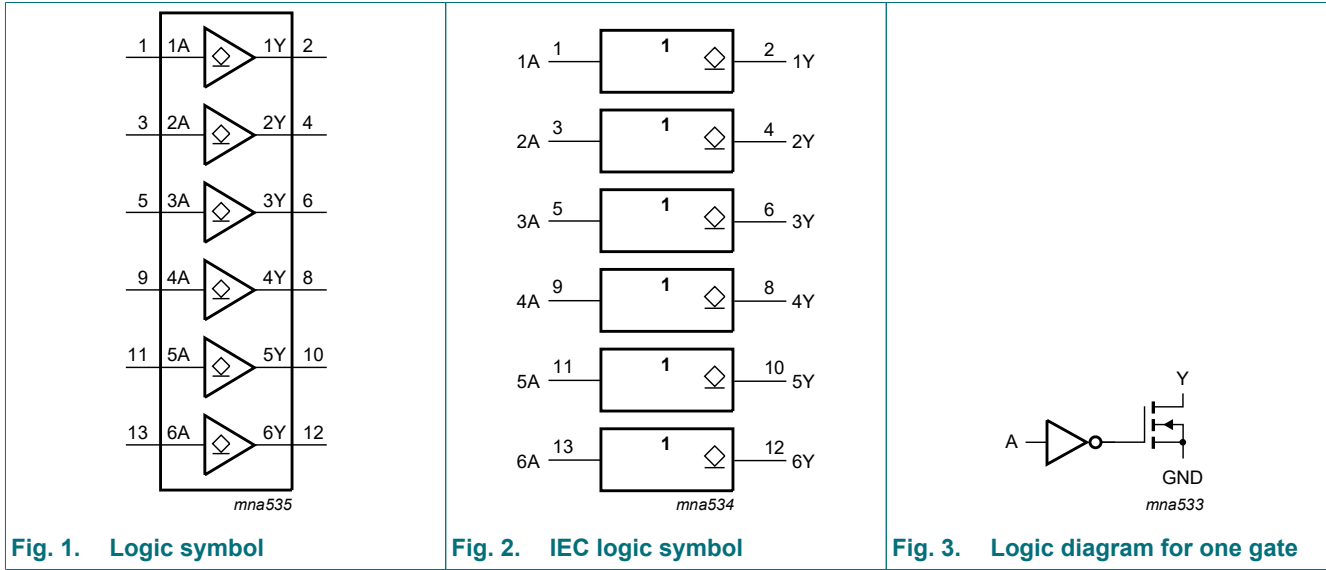 1 1A 1Y 2
3 2A 2Y 4
5 3A 3Y 6
9 4A 4Y 8
11 5A 5Y 10
13 6A 6Y 12
mna535
Fig. 1. Logic symbol
1A 1 1 2 1Y
2A 3 1 4 2Y
3A 5 1 6 3Y
4A 9 1 8 4Y
5A 11 1 10 5Y
6A 13 1 12 6Y
mna534
Fig. 2. IEC logic symbol
Y
A
GND
mna533
Fig. 3. Logic diagram for one gate